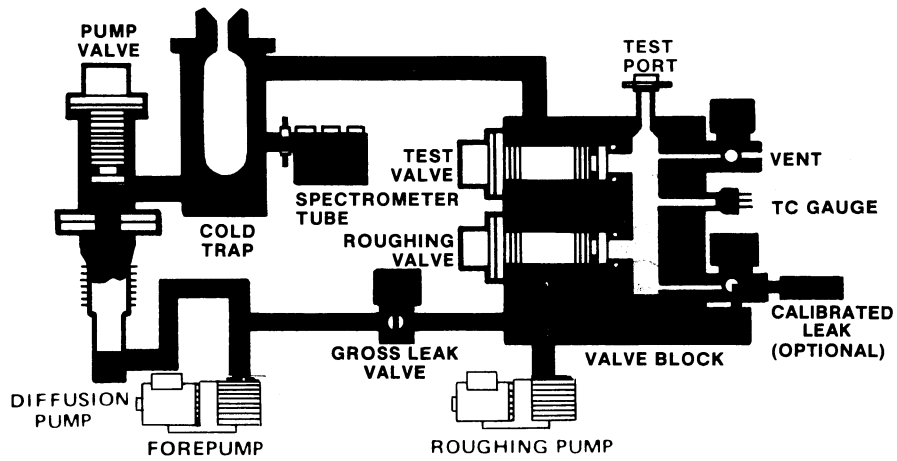 PUMP
VALVE
TEST
PORT
TEST
VALVE
VENT
SPECTROMETER
TUBE
TC GAUGE
COLD
TRAP
ROUGHING
VALVE
CALIBRATED
LEAK
(OPTIONAL)
GROSS LEAK
VALVE
VALVE BLOCK
DIFFUSION
PUMP
FOREPUMP
ROUGHING PUMP